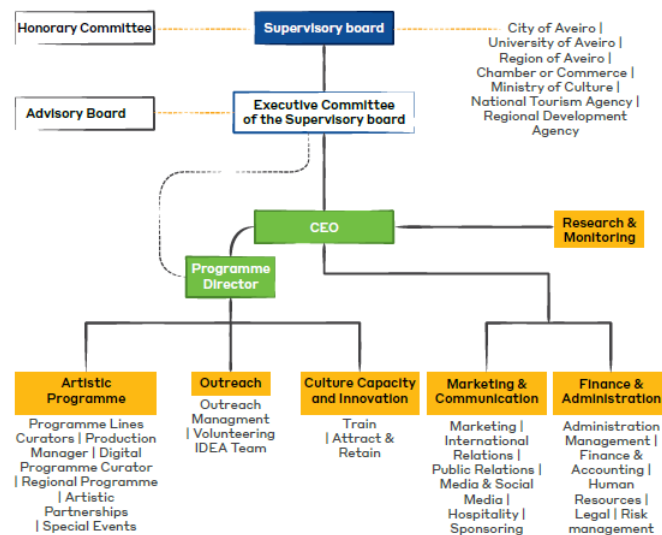 Honorary Committee
Supervisory board
City of Aveiro |
University of Aveiro |
Region of Aveiro |
Chamber or Commerce |
Ministry of Culture |
National Tourism Agency |
Regional Development
Agency
Advisory Board
Executive Committee
of the Supervisory board
CEO
Research &
Monitoring
Programme
Director
Artistic
Programme
Programme Lines
Curators | Production
Manager | Digital
Programme Curator
| Regional Programme
| Artistic
Partnerships
| Special Events
Outreach
Outreach
Managment
| Volunteering
IDEA Team
Culture Capacity
and Innovation
Train
| Attract &
Retain
Marketing &
Communication
Marketing |
International
Relations |
Public Relations |
Media & Social
Media |
Hospitality |
Sponsoring
Finance &
Administration
Administration
Management |
Finance &
Accounting |
Human
Resources |
Legal | Risk
management